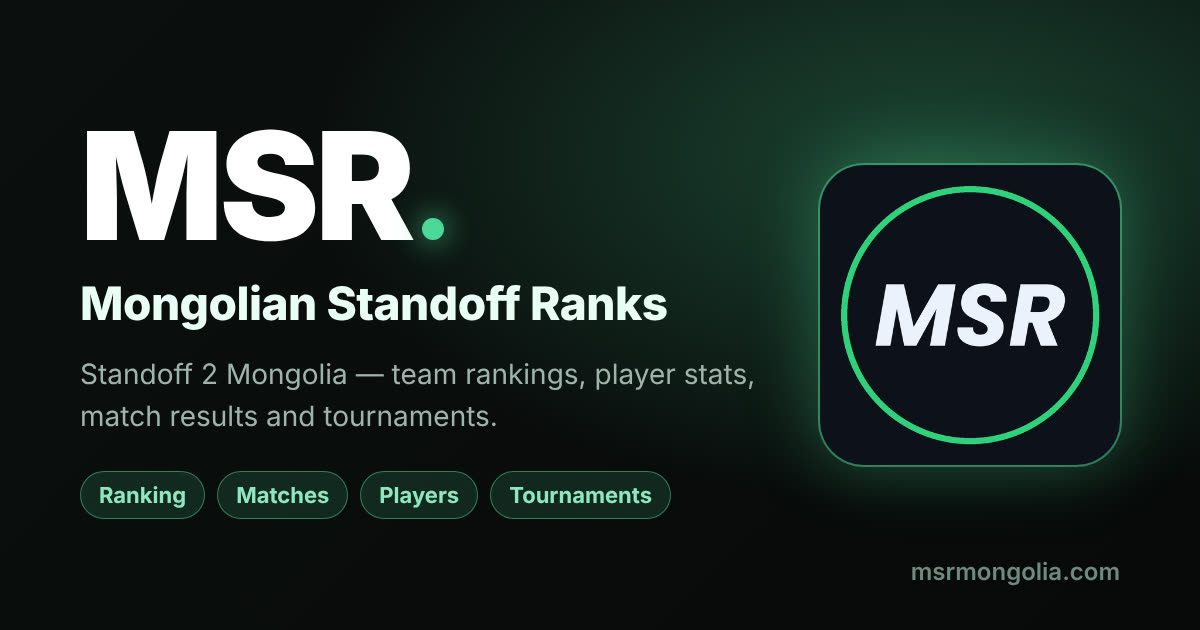 MSR.
Mongolian Standoff Ranks
Standoff 2 Mongolia — team rankings, player stats,
match results and tournaments.
Ranking
Matches
Players
Tournaments
MSR
msrmongolia.com